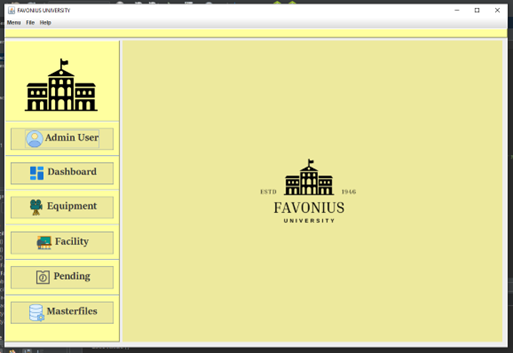 FAVONIUS UNIVERSITY
Menu File Help
Admin User
Dashboard
Equipment
Facility
Pending
Masterfiles
ESTD 1946
FAVONIUS
UNIVERSITY